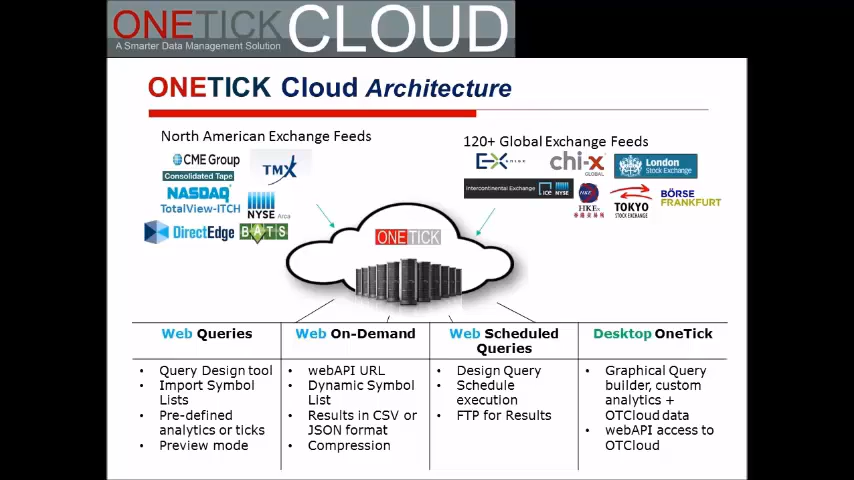 ONETICK CLOUD
A Smarter Data Management Solution
ONETICK Cloud Architecture
North American Exchange Feeds
120+ Global Exchange Feeds
CME Group
Consolidated Tape
TMX
NASDAQ
TotalView-ITCH
NYSE Arca
DirectEdge
BATS
chi-x
GLOBAL
London
Stock Exchange
Intercontinental Exchange
ice NYSE
HKEx
TOKYO
STOCK EXCHANGE
BÖRSE
FRANKFURT
ONETICK
Web Queries
• Query Design tool
• Import Symbol
Lists
• Pre-defined
analytics or ticks
• Preview mode
Web On-Demand
• webAPI URL
• Dynamic Symbol
List
• Results in CSV or
JSON format
• Compression
Web Scheduled
Queries
• Design Query
• Schedule
execution
• FTP for Results
Desktop OneTick
• Graphical Query
builder, custom
analytics +
OTCloud data
• webAPI access to
OTCloud